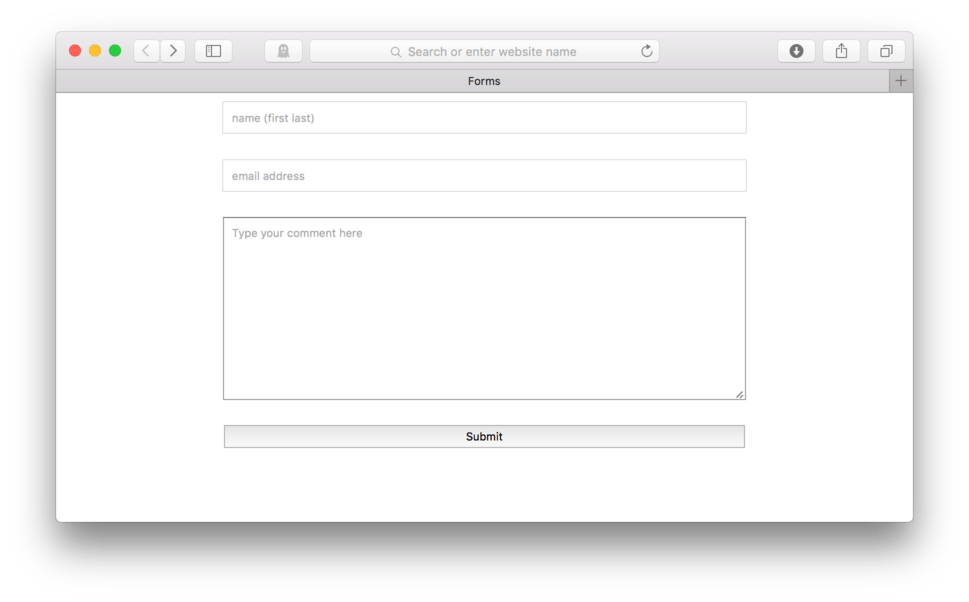 Search or enter website name
Forms
name (first last)
email address
Type your comment here
Submit